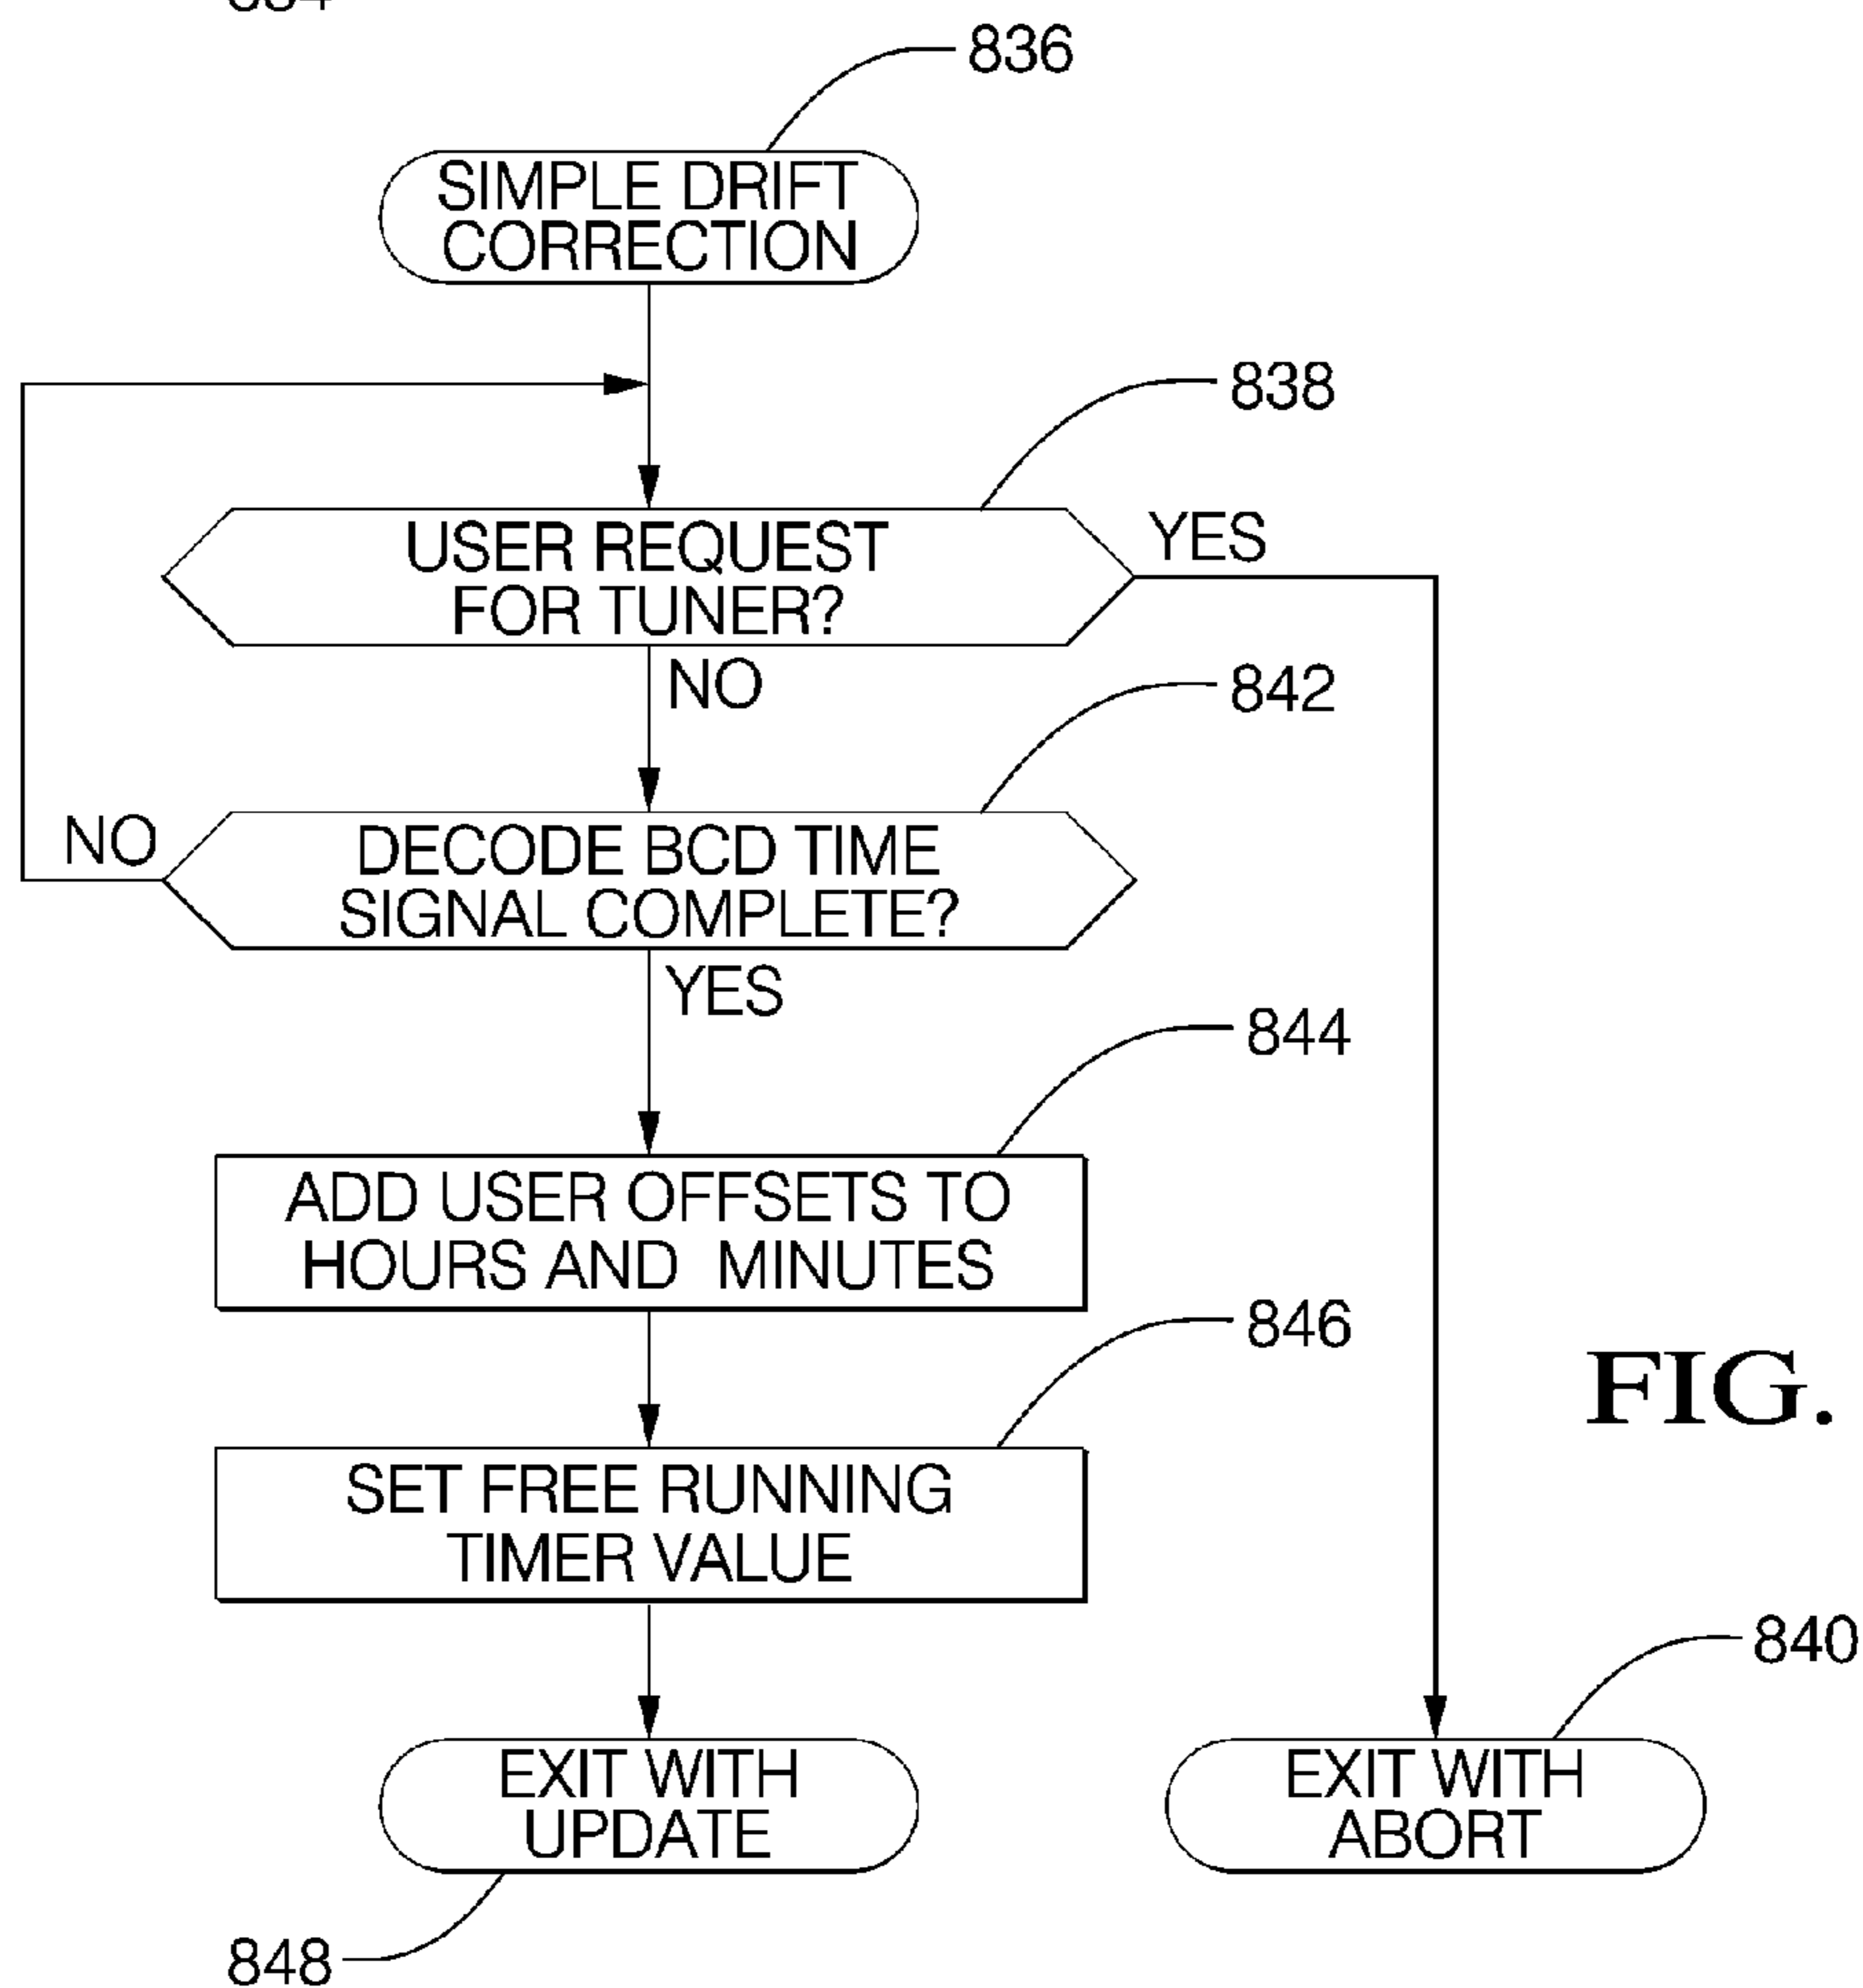 836
SIMPLE DRIFT
CORRECTION
838
USER REQUEST
FOR TUNER?
YES
NO
842
DECODE BCD TIME
SIGNAL COMPLETE?
NO
YES
844
ADD USER OFFSETS TO
HOURS AND MINUTES
846
SET FREE RUNNING
TIMER VALUE
FIG.
840
EXIT WITH
UPDATE
EXIT WITH
ABORT
848